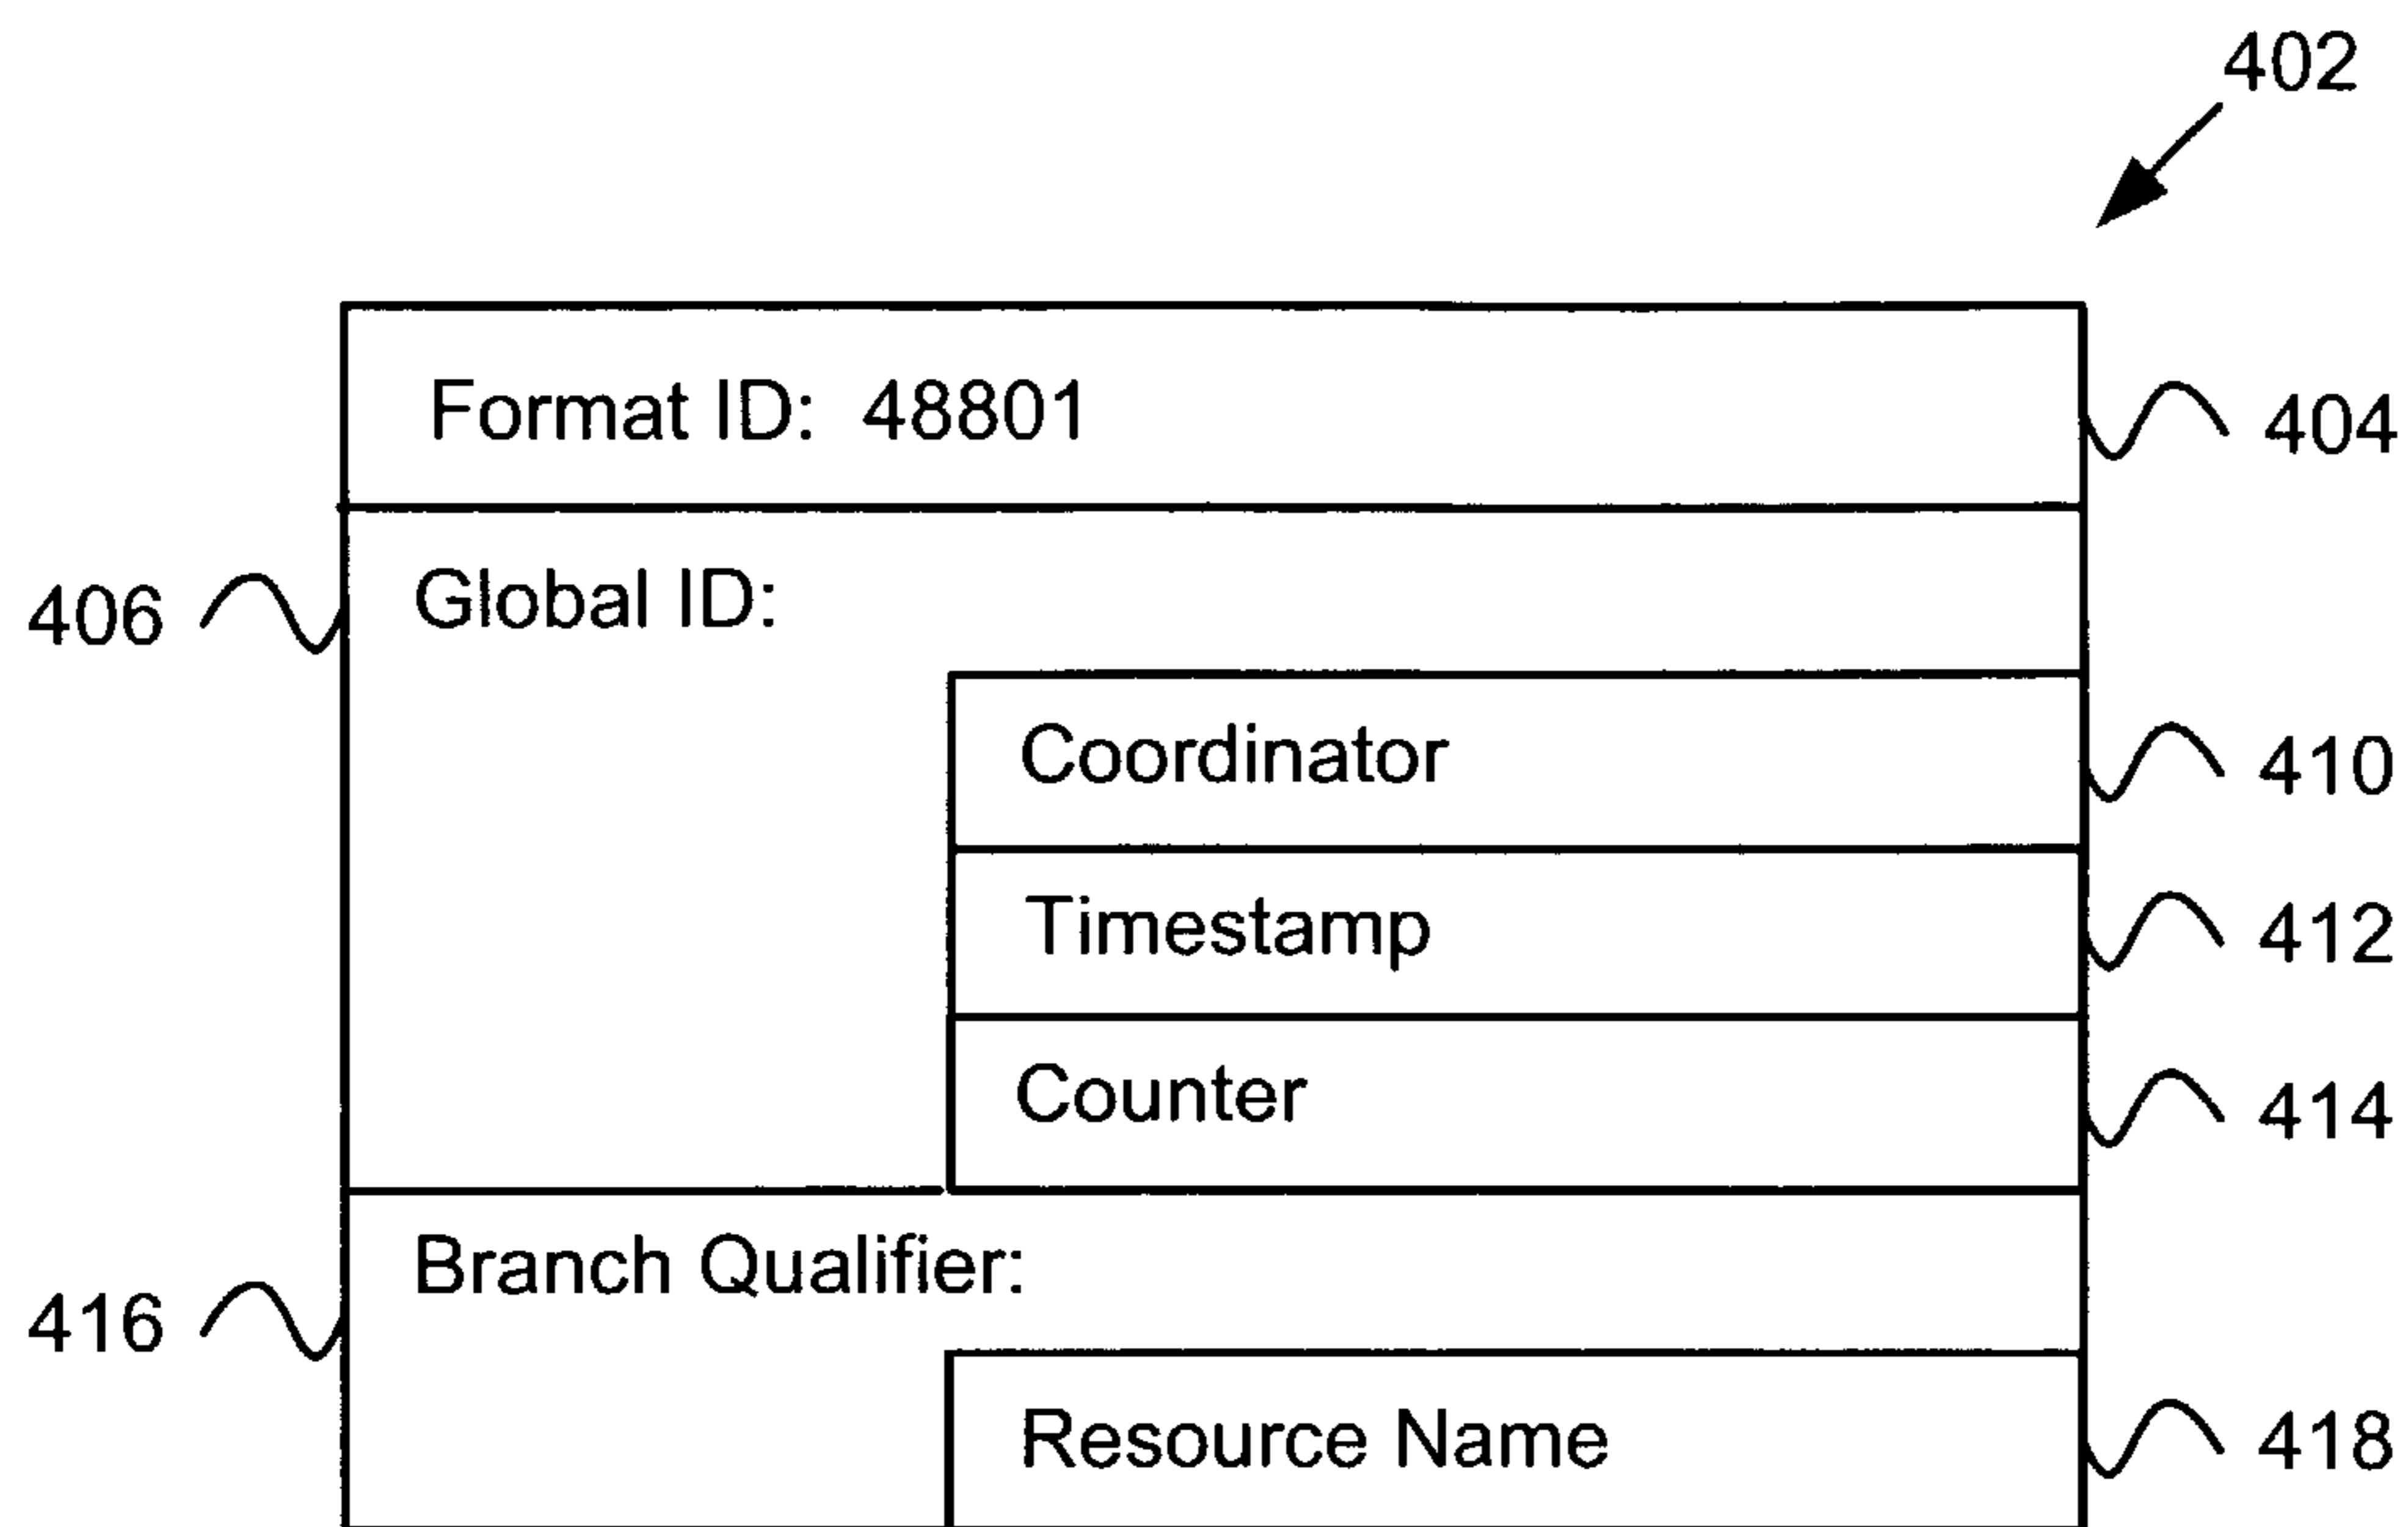 402
Format ID: 48801
404
406
Global ID:
Coordinator
410
Timestamp
412
Counter
414
Branch Qualifier:
416
Resource Name
418